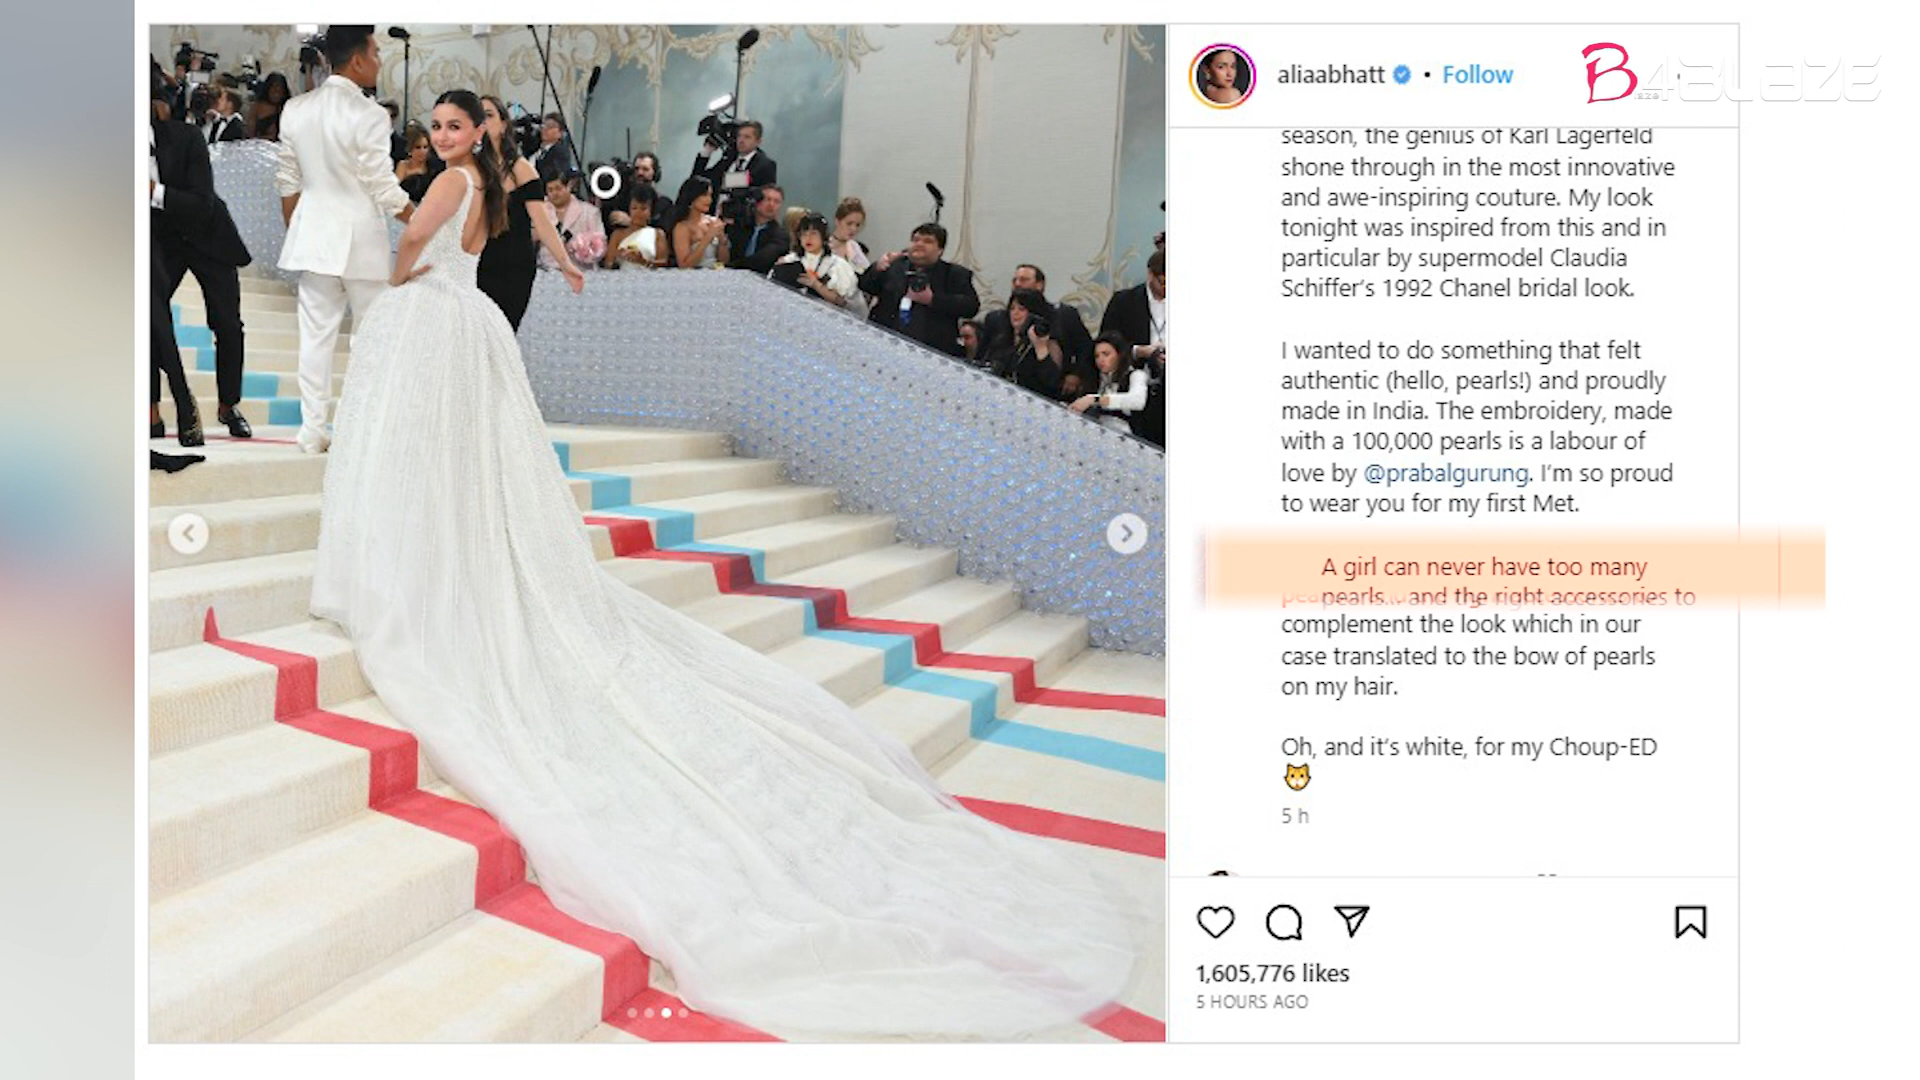 aliaabhatt • Follow
B4BLAZE
season, the genius of Karl Lagerfeld
shone through in the most innovative
and awe-inspiring couture. My look
tonight was inspired from this and in
particular by supermodel Claudia
Schiffer's 1992 Chanel bridal look.
I wanted to do something that felt
authentic (hello, pearls!) and proudly
made in India. The embroidery, made
with a 100,000 pearls is a labour of
love by @prabalgurung. I'm so proud
to wear you for my first Met.
A girl can never have too many
pearls... and the right accessories to
complement the look which in our
case translated to the bow of pearls
on my hair.
Oh, and it's white, for my Choup-ED
5 h
1,605,776 likes
5 HOURS AGO